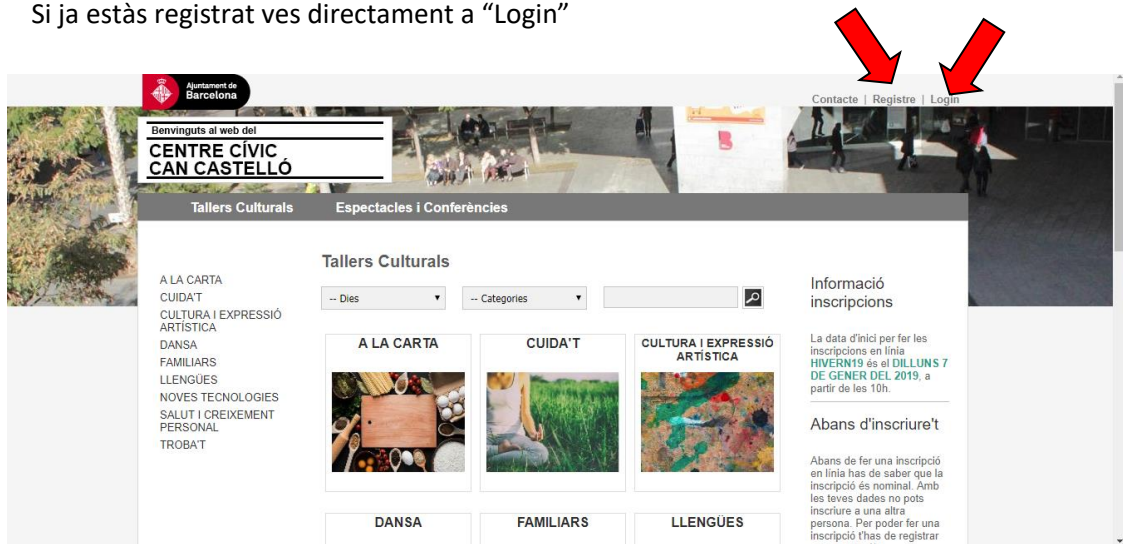 Si ja estàs registrat ves directament a “Login”
Ajuntament de
Barcelona
Contacte | Registre | Login
Benvinguts al web del
CENTRE CÍVIC
CAN CASTELLÓ
Tallers Culturals
Espectacles i Conferències
A LA CARTA
CUIDA'T
CULTURA I EXPRESSIÓ
ARTÍSTICA
DANSA
FAMILIARS
LLENGÜES
NOVES TECNOLOGIES
SALUT I CREIXEMENT
PERSONAL
TROBA'T
Tallers Culturals
-- Dies
-- Categories
A LA CARTA
CUIDA'T
CULTURA I EXPRESSIÓ
ARTÍSTICA
DANSA
FAMILIARS
LLENGÜES
Informació
inscripcions
La data d'inici per fer les
inscripcions en línia
HIVERN19 és el DILLUNS 7
DE GENER DEL 2019, a
partir de les 10h.
Abans d'inscriure't
Abans de fer una inscripció
en línia has de saber que la
inscripció és nominal. Amb
les teves dades no pots
inscriure a una altra
persona. Per poder fer una
inscripció t'has de registrar